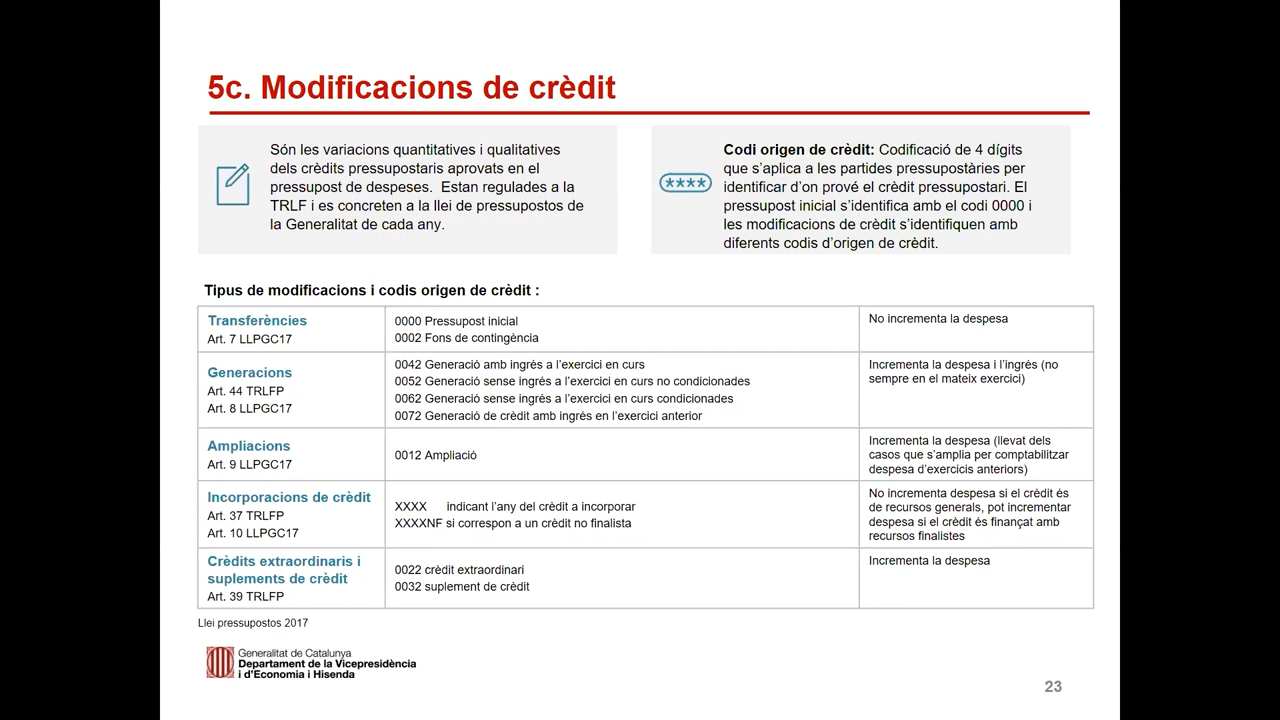 5c. Modificacions de crèdit
Són les variacions quantitatives i qualitatives
dels crèdits pressupostaris aprovats en el
pressupost de despeses. Estan regulades a la
TRLF i es concreten a la llei de pressupostos de
la Generalitat de cada any.
****
Codi origen de crèdit: Codificació de 4 dígits
que s'aplica a les partides pressupostàries per
identificar d'on prové el crèdit pressupostari. El
pressupost inicial s'identifica amb el codi 0000 i
les modificacions de crèdit s'identifiquen amb
diferents codis d'origen de crèdit.
Tipus de modificacions i codis origen de crèdit :
Transferències
Art. 7 LLPGC17
0000 Pressupost inicial
0002 Fons de contingència
No incrementa la despesa
Generacions
Art. 44 TRLFP
Art. 8 LLPGC17
0042 Generació amb ingrés a l'exercici en curs
0052 Generació sense ingrés a l'exercici en curs no condicionades
0062 Generació sense ingrés a l'exercici en curs condicionades
0072 Generació de crèdit amb ingrés en l'exercici anterior
Incrementa la despesa i l'ingrés (no
sempre en el mateix exercici)
Ampliacions
Art. 9 LLPGC17
0012 Ampliació
Incrementa la despesa (llevat dels
casos que s'amplia per comptabilitzar
despesa d'exercicis anteriors)
Incorporacions de crèdit
Art. 37 TRLFP
Art. 10 LLPGC17
XXXX indicant l'any del crèdit a incorporar
XXXXNF si correspon a un crèdit no finalista
No incrementa despesa si el crèdit és
de recursos generals, pot incrementar
despesa si el crèdit és finançat amb
recursos finalistes
Crèdits extraordinaris i
suplements de crèdit
Art. 39 TRLFP
0022 crèdit extraordinari
0032 suplement de crèdit
Incrementa la despesa
Llei pressupostos 2017
Generalitat de Catalunya
Departament de la Vicepresidència
i d'Economia i Hisenda
23